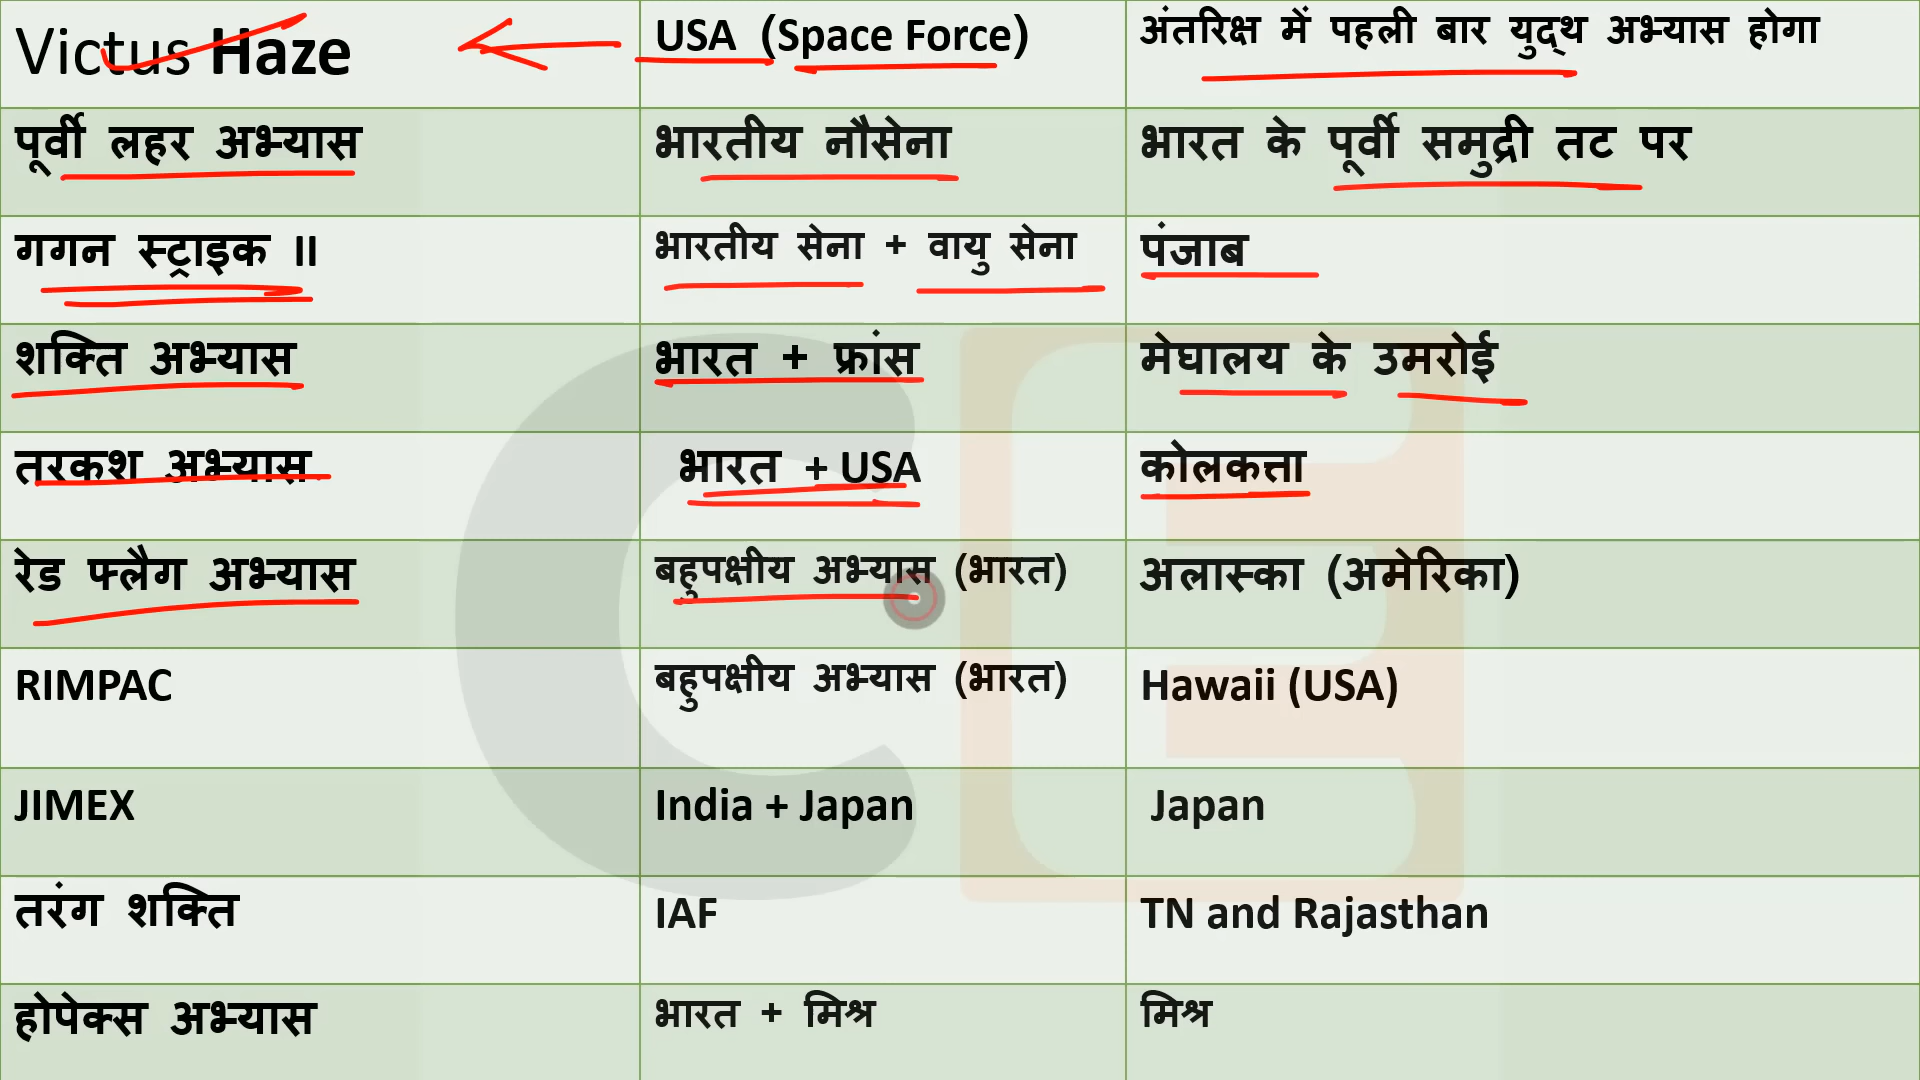 Victus Haze
USA (Space Force)
अंतरिक्ष में पहली बार युद्ध अभ्यास होगा
पूर्वी लहर अभ्यास
भारतीय नौसेना
भारत के पूर्वी समुद्री तट पर
गगन स्ट्राइक II
भारतीय सेना + वायु सेना
पंजाब
शक्ति अभ्यास
भारत + फ्रांस
मेघालय के उमरोई
तरकश अभ्यास
भारत + USA
कोलकत्ता
रेड फ्लैग अभ्यास
बहुपक्षीय अभ्यास (भारत)
अलास्का (अमेरिका)
RIMPAC
बहुपक्षीय अभ्यास (भारत)
Hawaii (USA)
JIMEX
India + Japan
Japan
तरंग शक्ति
IAF
TN and Rajasthan
होपेक्स अभ्यास
भारत + मिश्र
मिश्र